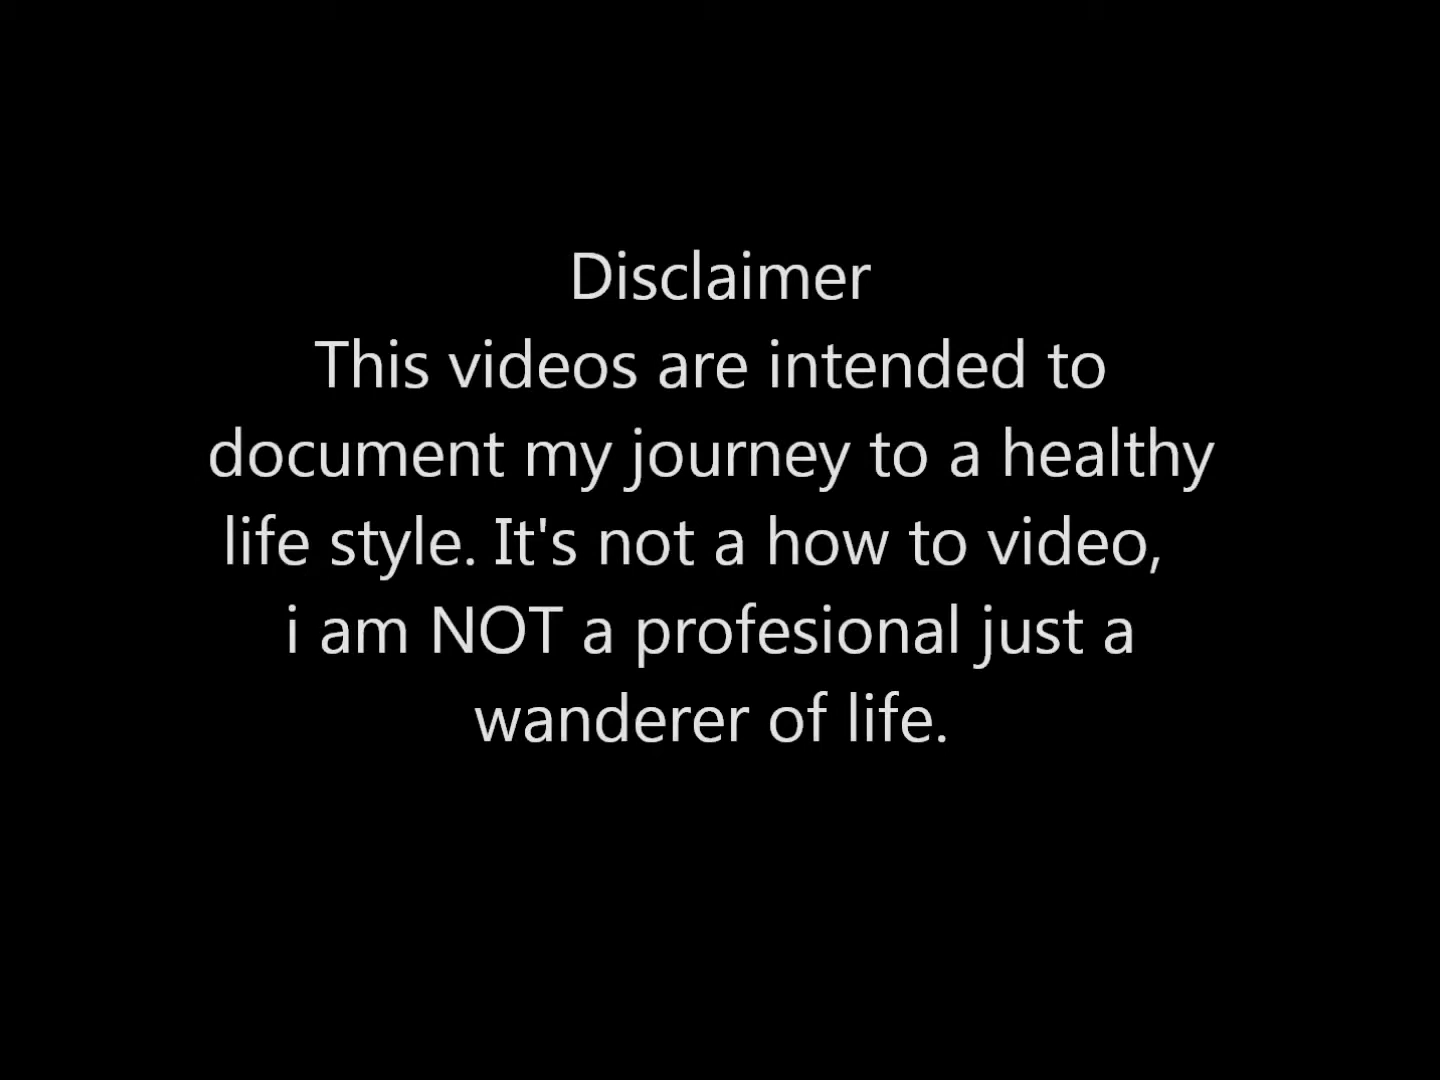 Disclaimer
This videos are intended to
document my journey to a healthy
life style. It's not a how to video,
i am NOT a profesional just a
wanderer of life.